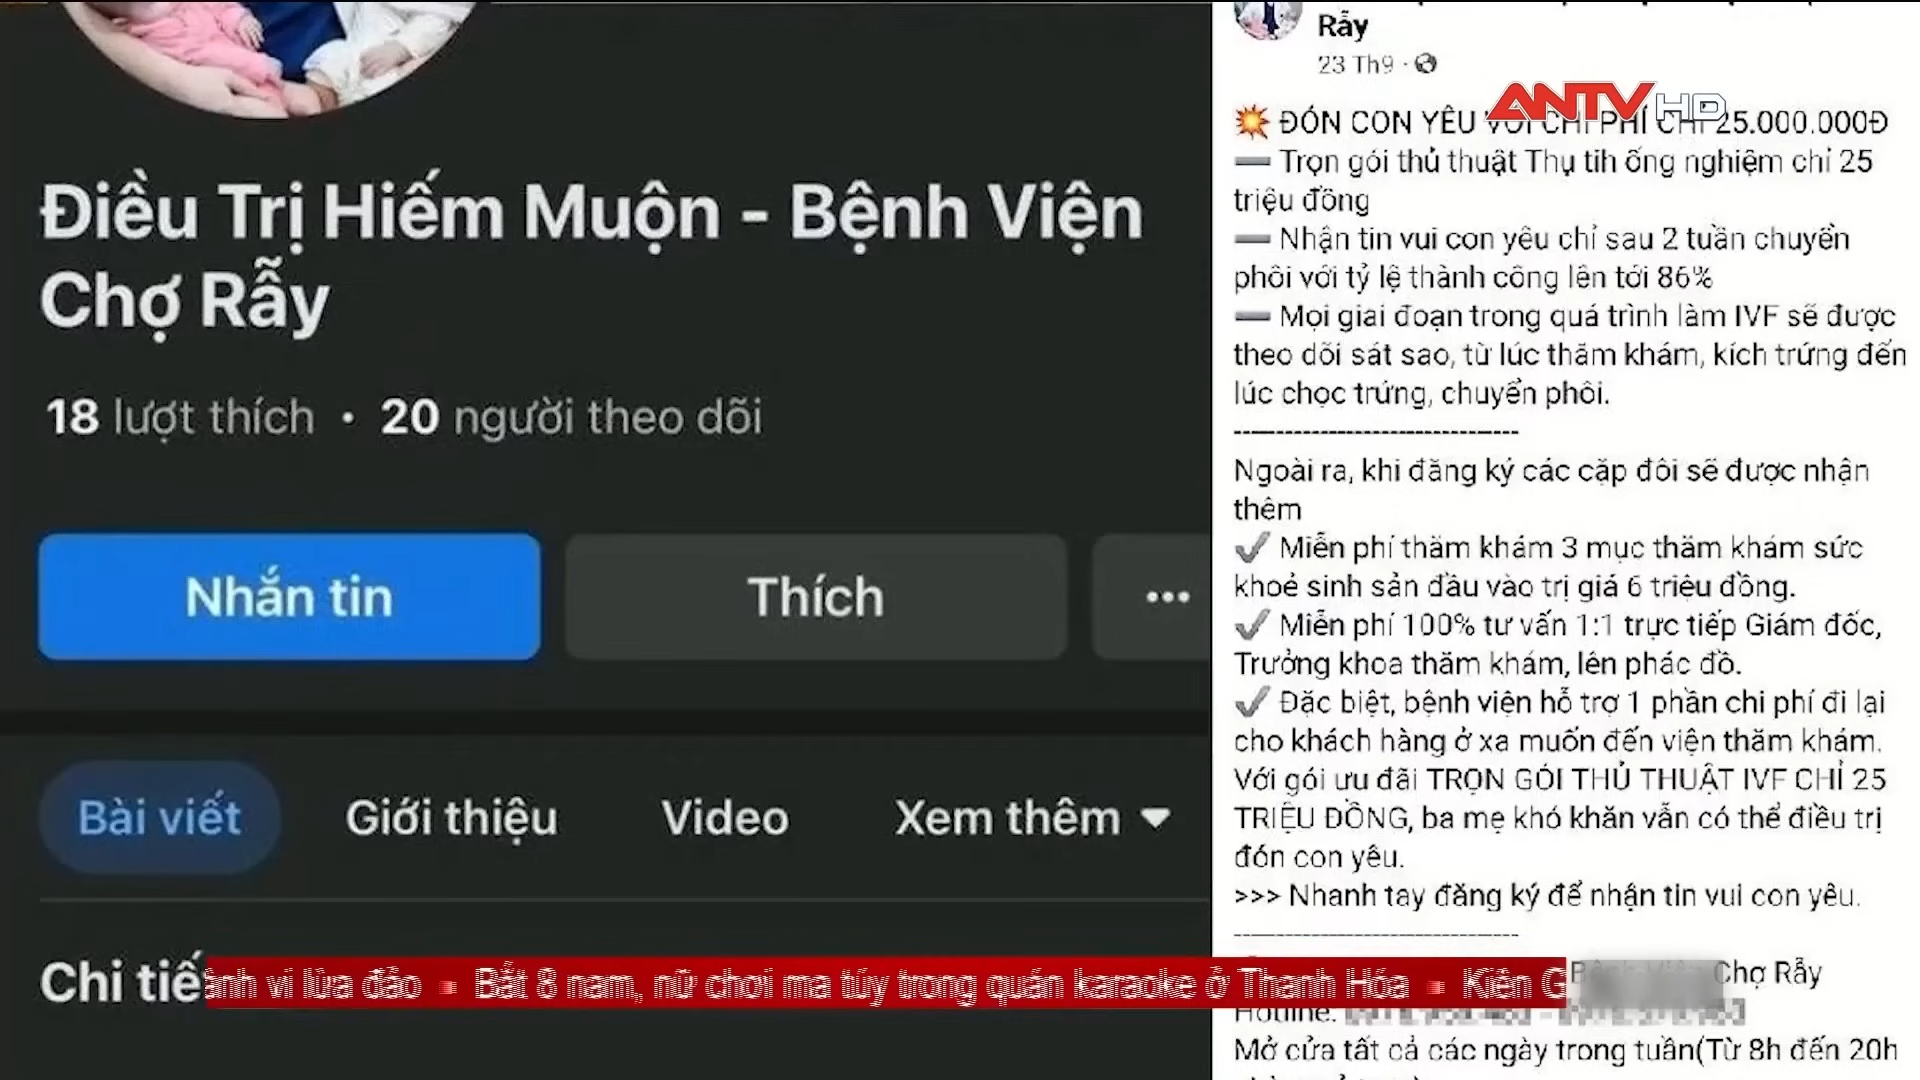 Điều Trị Hiếm Muộn - Bệnh Viện
Chợ Rẫy
18 lượt thích · 20 người theo dõi
Nhắn tin
Thích
Bài viết
Giới thiệu
Video
Xem thêm
Chi tiế
Rẫy
23 Th9 ·
ANTV HD
ĐÓN CON YÊU VỚI CHI PHÍ CHỈ 25.000.000Đ
— Trọn gói thủ thuật Thụ tih ống nghiệm chỉ 25
triệu đồng
— Nhận tin vui con yêu chỉ sau 2 tuần chuyển
phôi với tỷ lệ thành công lên tới 86%
— Mọi giai đoạn trong quá trình làm IVF sẽ được
theo dõi sát sao, từ lúc thăm khám, kích trứng đến
lúc chọc trứng, chuyển phôi.
---------------------------------
Ngoài ra, khi đăng ký các cặp đôi sẽ được nhận
thêm
✔ Miễn phí thăm khám 3 mục thăm khám sức
khoẻ sinh sản đầu vào trị giá 6 triệu đồng.
✔ Miễn phí 100% tư vấn 1:1 trực tiếp Giám đốc,
Trưởng khoa thăm khám, lên phác đồ.
✔ Đặc biệt, bệnh viện hỗ trợ 1 phần chi phí đi lại
cho khách hàng ở xa muốn đến viện thăm khám.
Với gói ưu đãi TRỌN GÓI THỦ THUẬT IVF CHỈ 25
TRIỆU ĐỒNG, ba mẹ khó khăn vẫn có thể điều trị
đón con yêu.
>>> Nhanh tay đăng ký để nhận tin vui con yêu.
---------------------------------
Chợ Rẫy
Hotline:
Mở cửa tất cả các ngày trong tuần(Từ 8h đến 20h
ành vi lừa đảo ▪ Bắt 8 nam, nữ chơi ma túy trong quán karaoke ở Thanh Hóa ▪ Kiên G